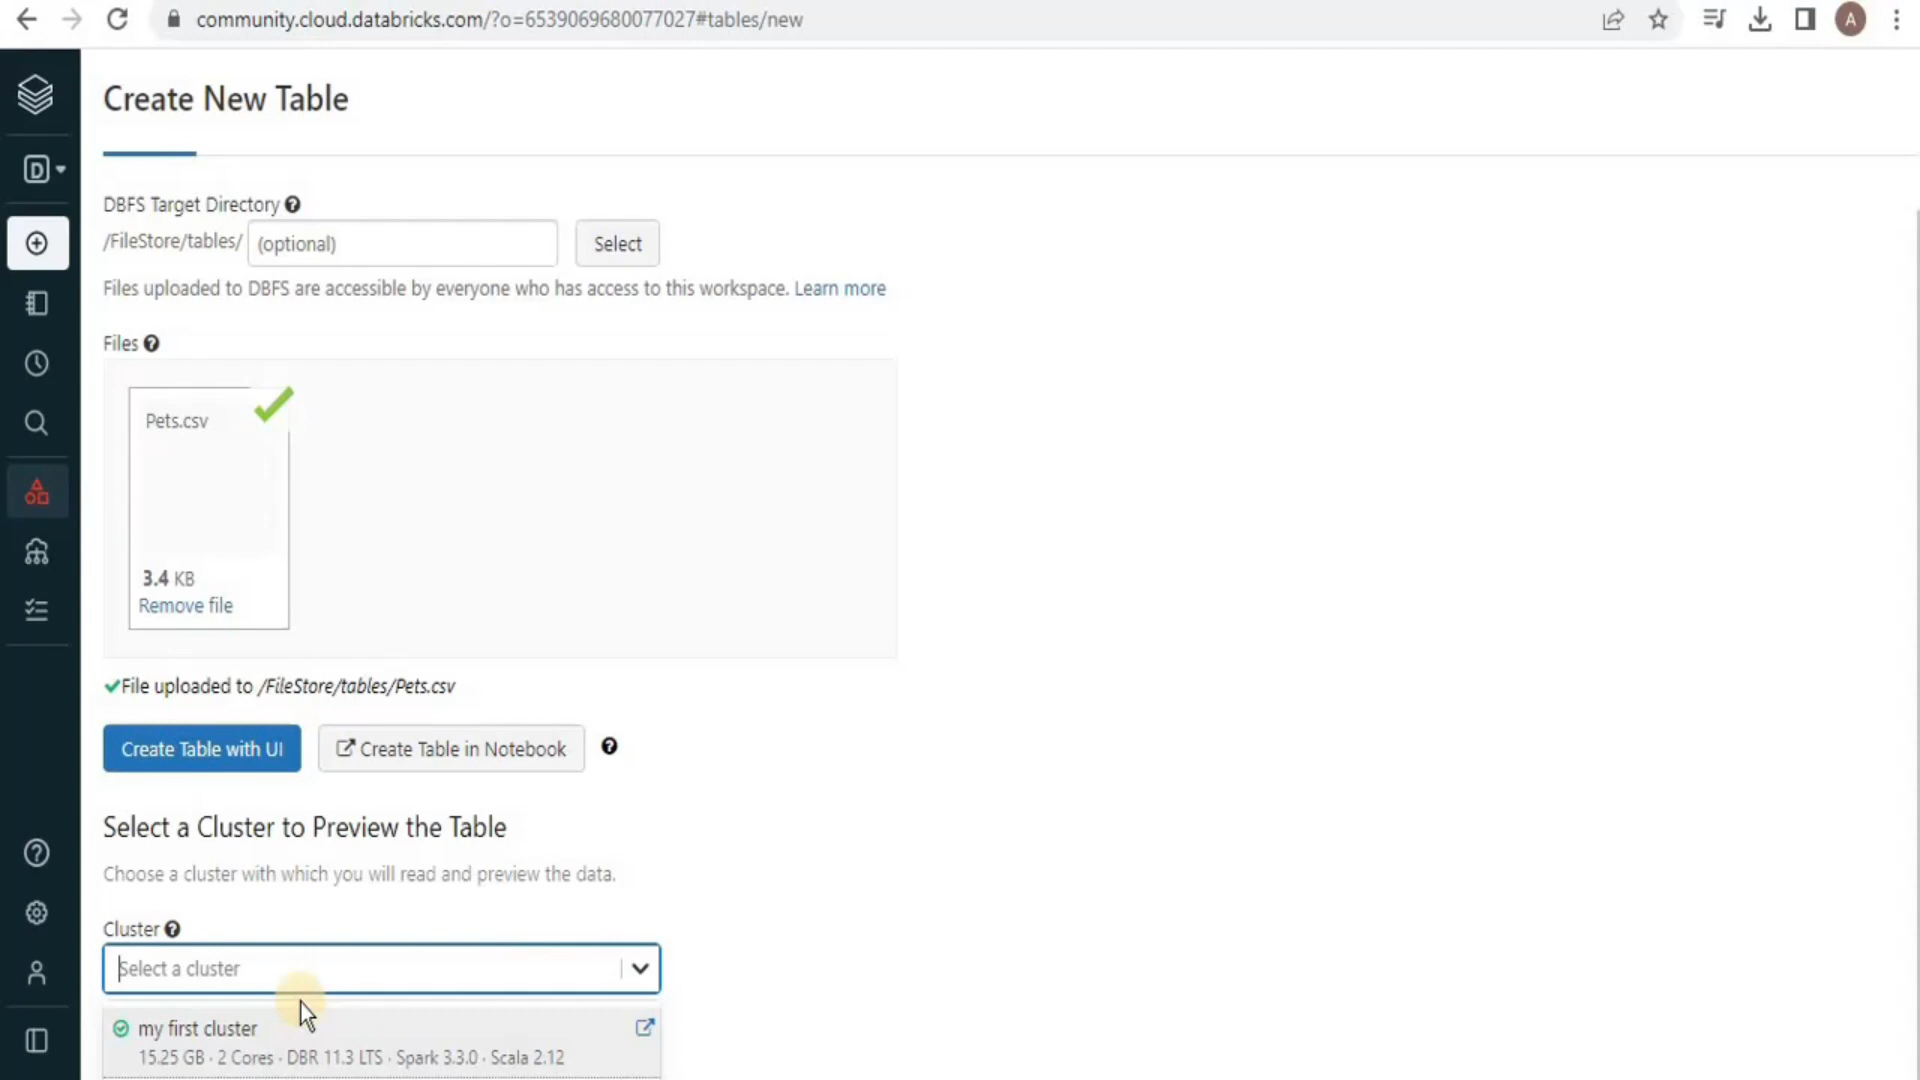 community.cloud.databricks.com/?o=6539069680077027#tables/new
A
Create New Table
D
DBFS Target Directory ?
/FileStore/tables/ (optional) Select
Files uploaded to DBFS are accessible by everyone who has access to this workspace. Learn more
Files ?
Pets.csv
3.4 KB
Remove file
File uploaded to /FileStore/tables/Pets.csv
Create Table with UI Create Table in Notebook ?
Select a Cluster to Preview the Table
Choose a cluster with which you will read and preview the data.
Cluster ?
Select a cluster
my first cluster
15.25 GB · 2 Cores · DBR 11.3 LTS · Spark 3.3.0 · Scala 2.12